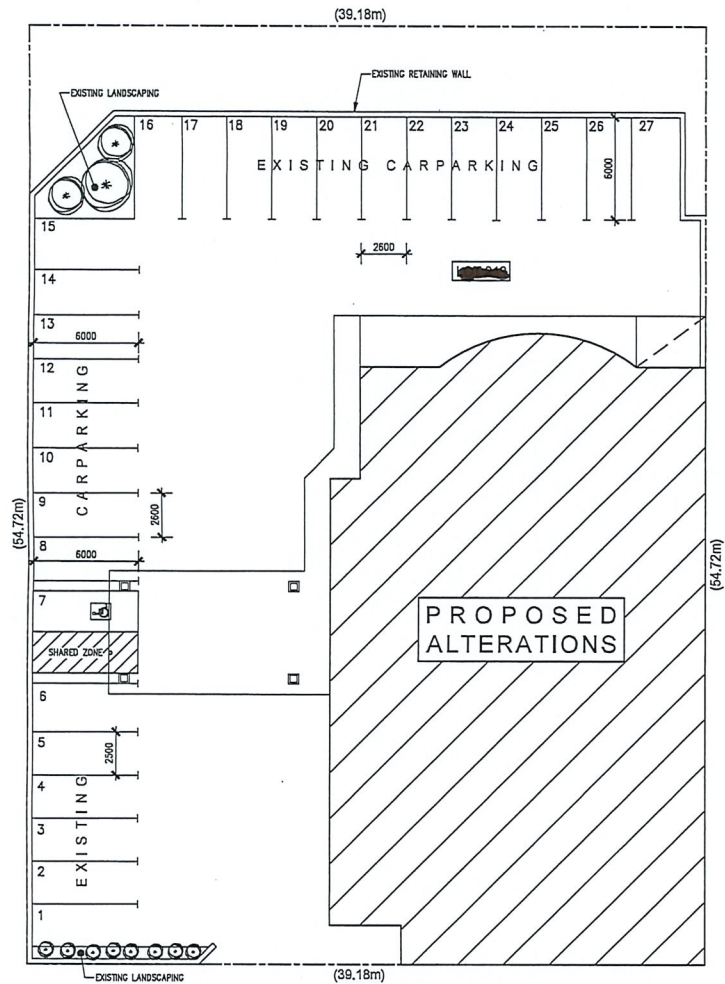 (39.18m)
EXISTING RETAINING WALL
EXISTING LANDSCAPING
16 17 18 19 20 21 22 23 24 25 26 27
EXISTING CARPARKING
6000
15
2600
14
13
6000
12
11
10
9
2600
8
6000
7
SHARED ZONE
6
5
2500
4
3
2
1
CARPARKING
EXISTING
(54.72m)
(54.72m)
PROPOSED
ALTERATIONS
EXISTING LANDSCAPING
(39.18m)